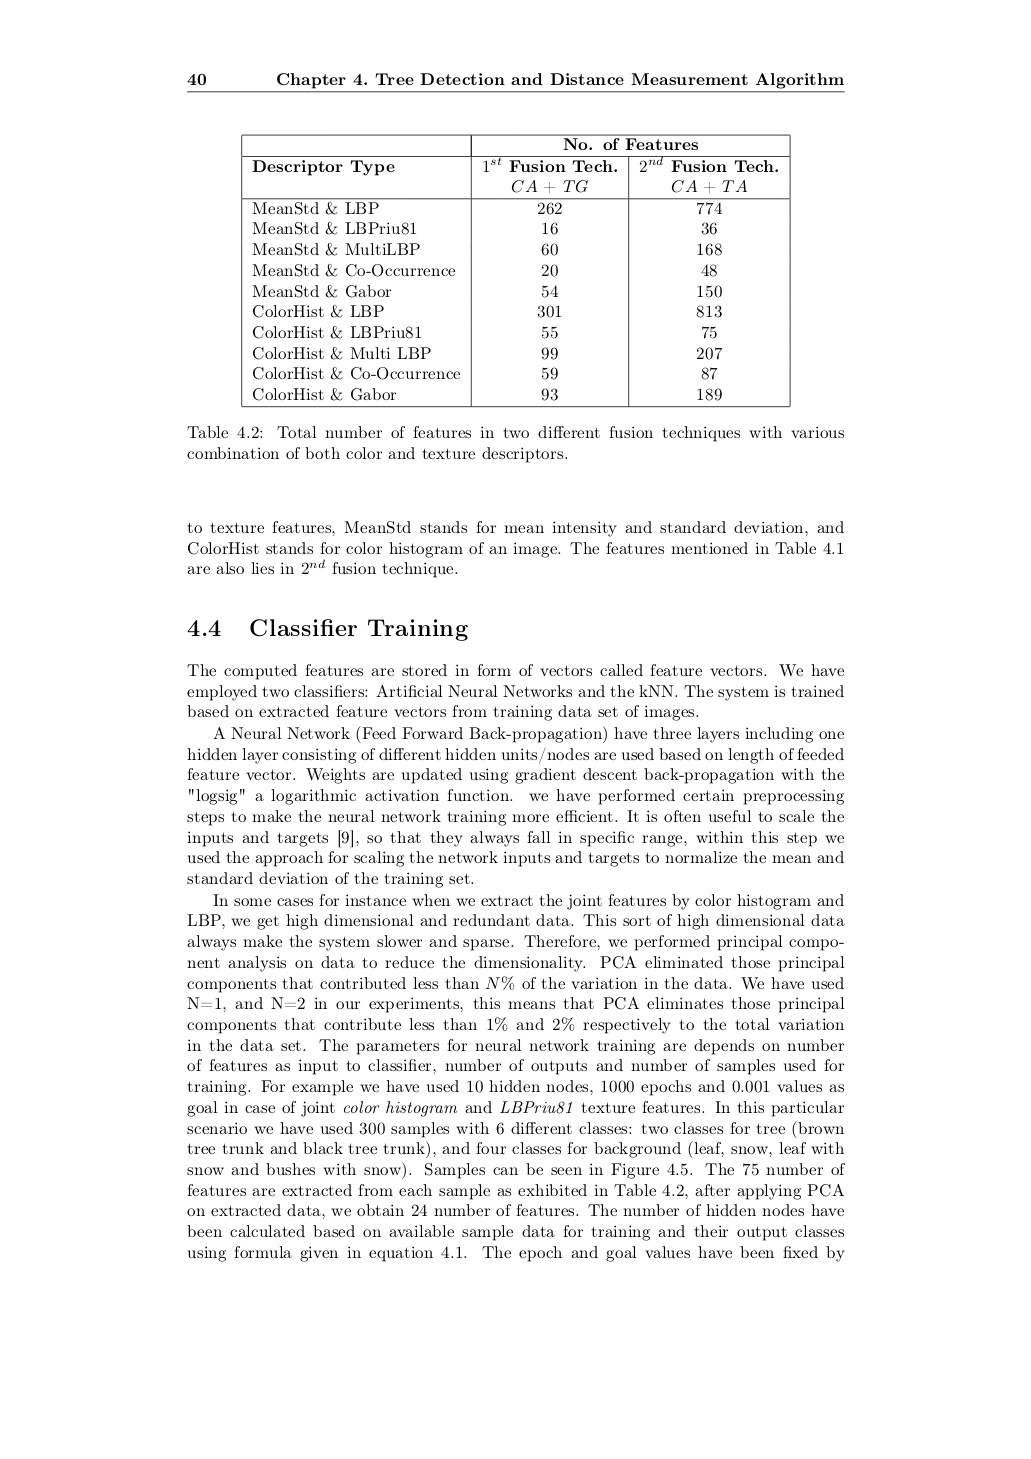 40 Chapter 4. Tree Detection and Distance Measurement Algorithm
No. of Features
Descriptor Type 1st Fusion Tech. 2nd Fusion Tech.
CA + TG CA + TA
MeanStd & LBP 262 774
MeanStd & LBPriu81 16 36
MeanStd & MultiLBP 60 168
MeanStd & Co-Occurrence 20 48
MeanStd & Gabor 54 150
ColorHist & LBP 301 813
ColorHist & LBPriu81 55 75
ColorHist & Multi LBP 99 207
ColorHist & Co-Occurrence 59 87
ColorHist & Gabor 93 189
Table 4.2: Total number of features in two different fusion techniques with various
combination of both color and texture descriptors.
to texture features, MeanStd stands for mean intensity and standard deviation, and
ColorHist stands for color histogram of an image. The features mentioned in Table 4.1
are also lies in 2nd fusion technique.
4.4 Classifier Training
The computed features are stored in form of vectors called feature vectors. We have
employed two classifiers: Artificial Neural Networks and the kNN. The system is trained
based on extracted feature vectors from training data set of images.
A Neural Network (Feed Forward Back-propagation) have three layers including one
hidden layer consisting of different hidden units/nodes are used based on length of feeded
feature vector. Weights are updated using gradient descent back-propagation with the
"logsig" a logarithmic activation function. we have performed certain preprocessing
steps to make the neural network training more efficient. It is often useful to scale the
inputs and targets [9], so that they always fall in specific range, within this step we
used the approach for scaling the network inputs and targets to normalize the mean and
standard deviation of the training set.
In some cases for instance when we extract the joint features by color histogram and
LBP, we get high dimensional and redundant data. This sort of high dimensional data
always make the system slower and sparse. Therefore, we performed principal compo-
nent analysis on data to reduce the dimensionality. PCA eliminated those principal
components that contributed less than N% of the variation in the data. We have used
N=1, and N=2 in our experiments, this means that PCA eliminates those principal
components that contribute less than 1% and 2% respectively to the total variation
in the data set. The parameters for neural network training are depends on number
of features as input to classifier, number of outputs and number of samples used for
training. For example we have used 10 hidden nodes, 1000 epochs and 0.001 values as
goal in case of joint color histogram and LBPriu81 texture features. In this particular
scenario we have used 300 samples with 6 different classes: two classes for tree (brown
tree trunk and black tree trunk), and four classes for background (leaf, snow, leaf with
snow and bushes with snow). Samples can be seen in Figure 4.5. The 75 number of
features are extracted from each sample as exhibited in Table 4.2, after applying PCA
on extracted data, we obtain 24 number of features. The number of hidden nodes have
been calculated based on available sample data for training and their output classes
using formula given in equation 4.1. The epoch and goal values have been fixed by